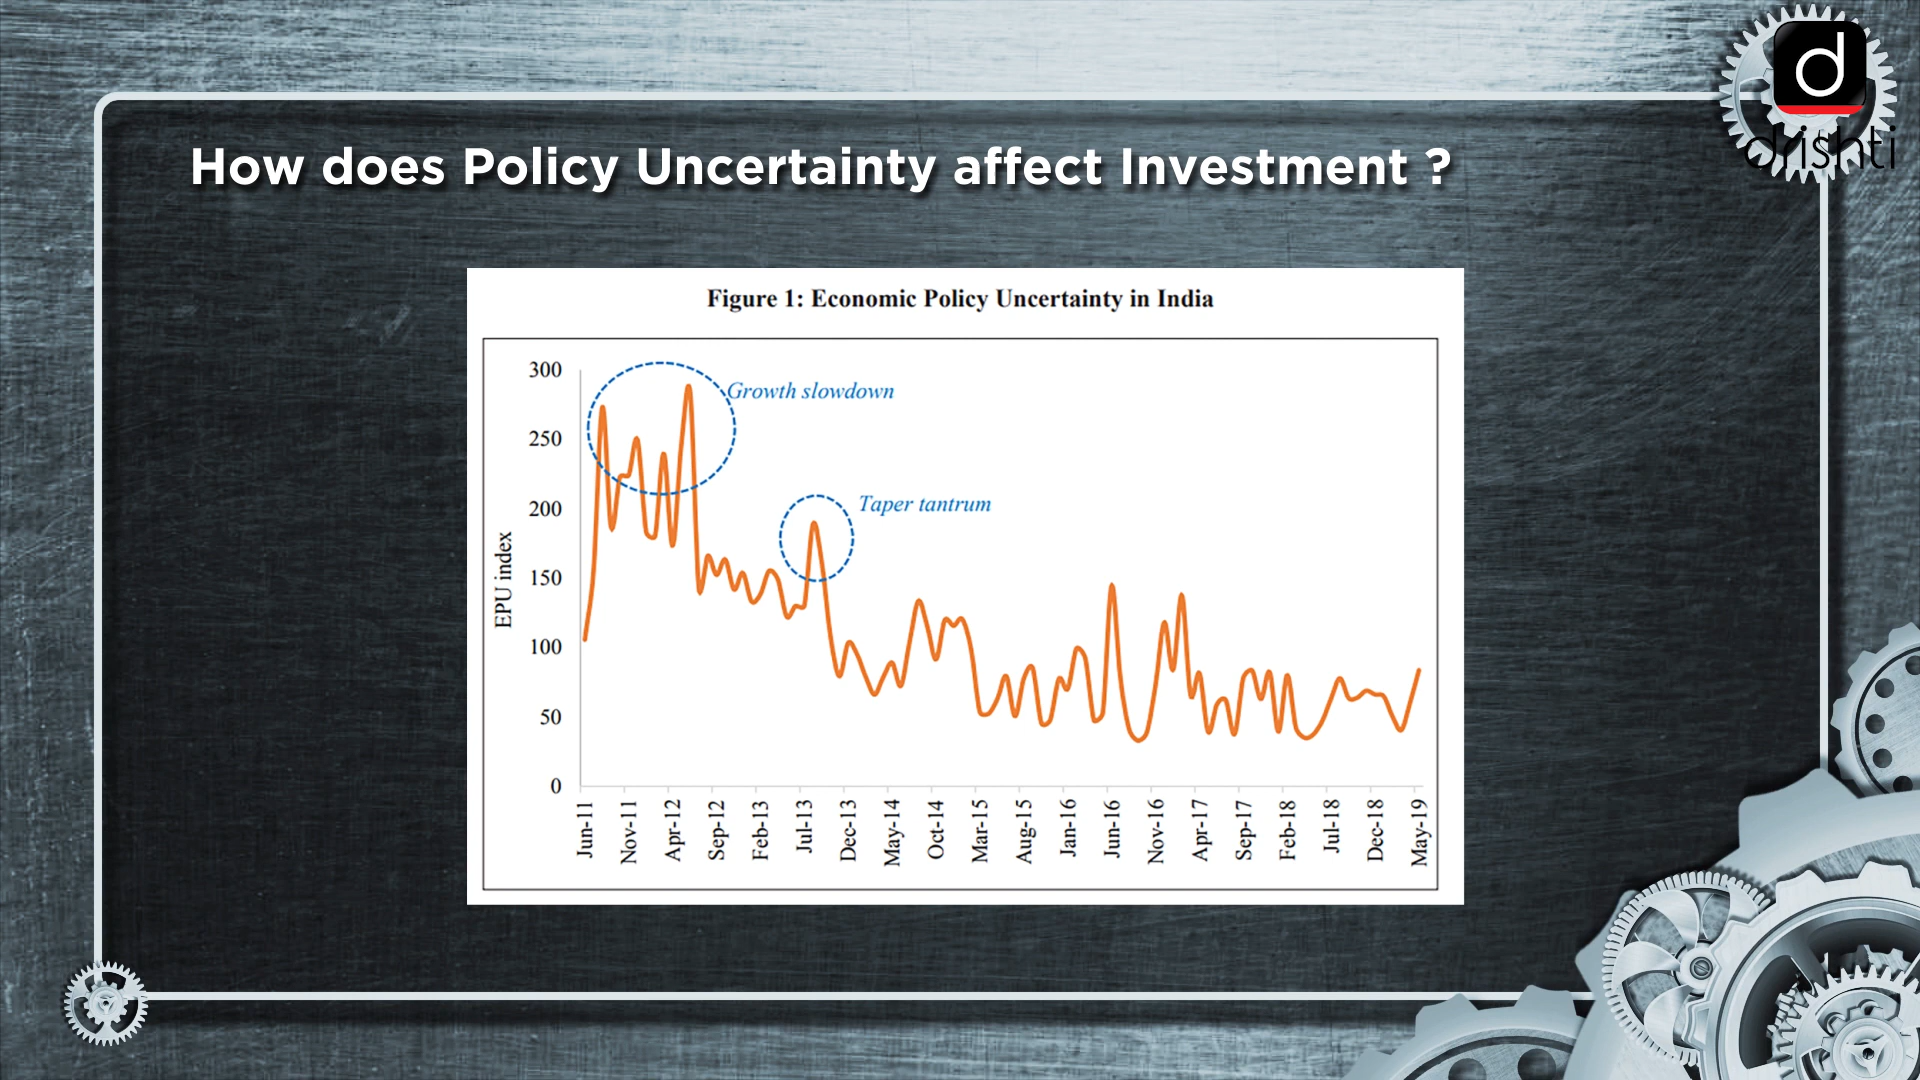 d
drishti
How does Policy Uncertainty affect Investment ?
Figure 1: Economic Policy Uncertainty in India
300
250
200
150
100
50
0
EPU index
Growth slowdown
Taper tantrum
Jun-11
Nov-11
Apr-12
Sep-12
Feb-13
Jul-13
Dec-13
May-14
Oct-14
Mar-15
Aug-15
Jan-16
Jun-16
Nov-16
Apr-17
Sep-17
Feb-18
Jul-18
Dec-18
May-19